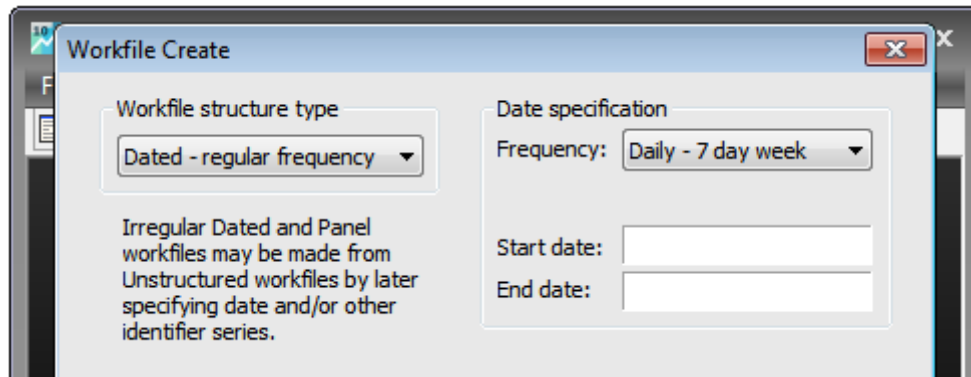 10
Workfile Create
x
F
Workfile structure type
Dated - regular frequency
Irregular Dated and Panel
workfiles may be made from
Unstructured workfiles by later
specifying date and/or other
identifier series.
Date specification
Frequency: Daily - 7 day week
Start date:
End date: